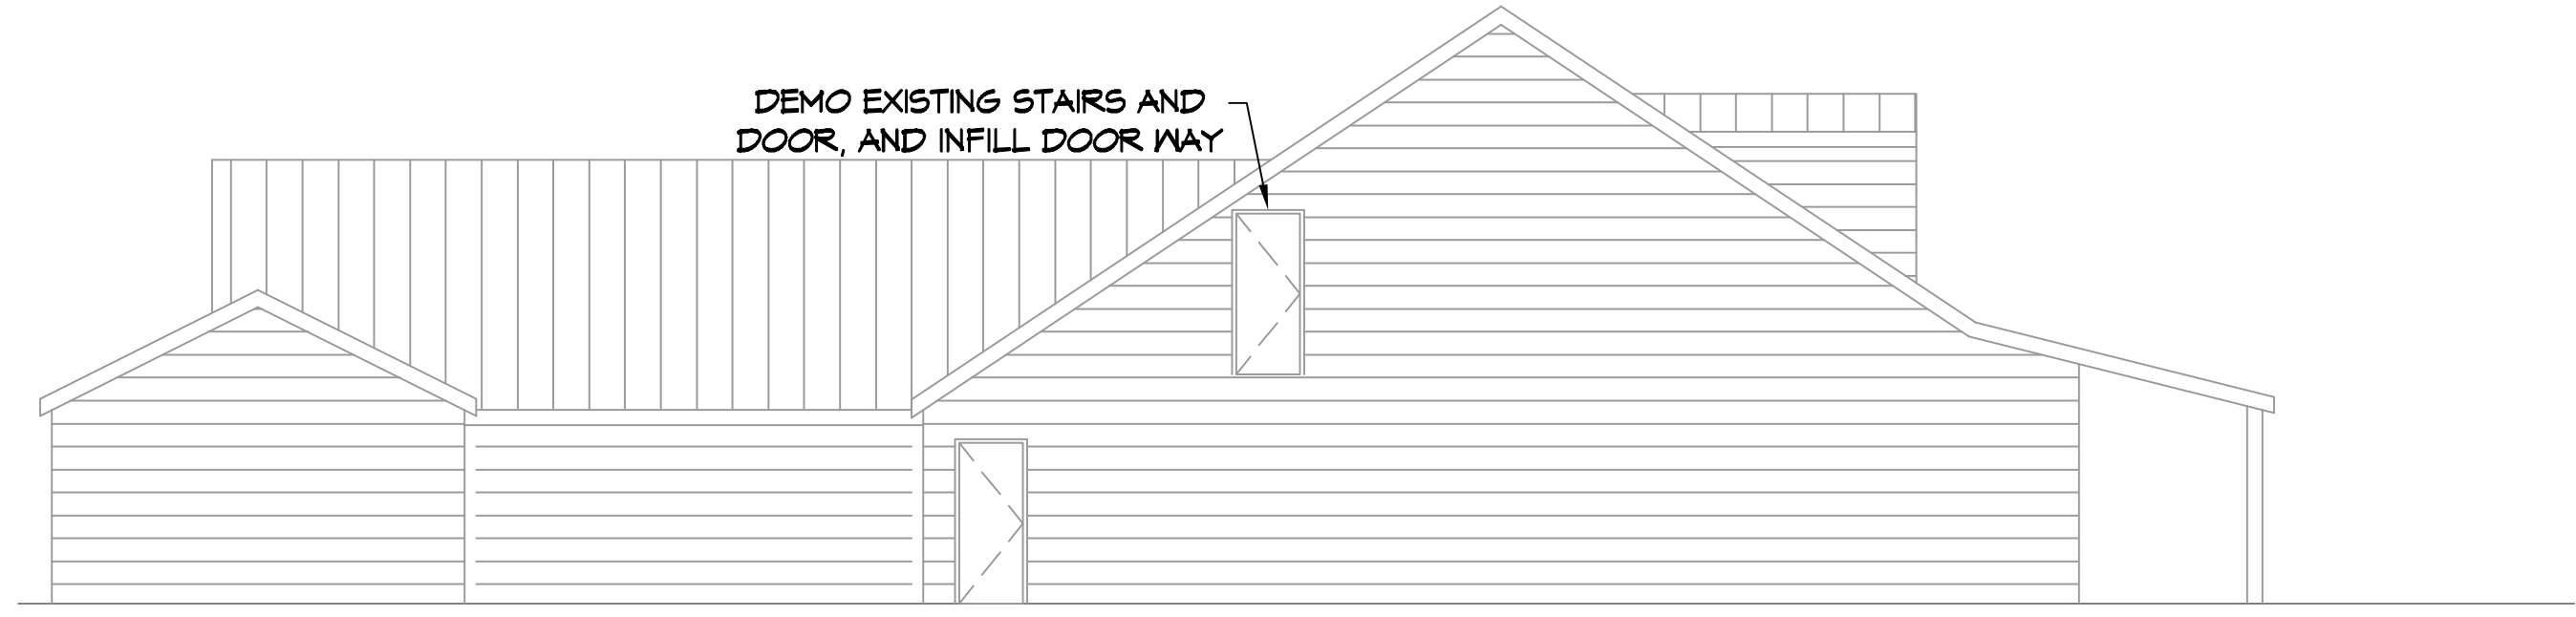 DEMO EXISTING STAIRS AND
DOOR, AND INFILL DOOR WAY